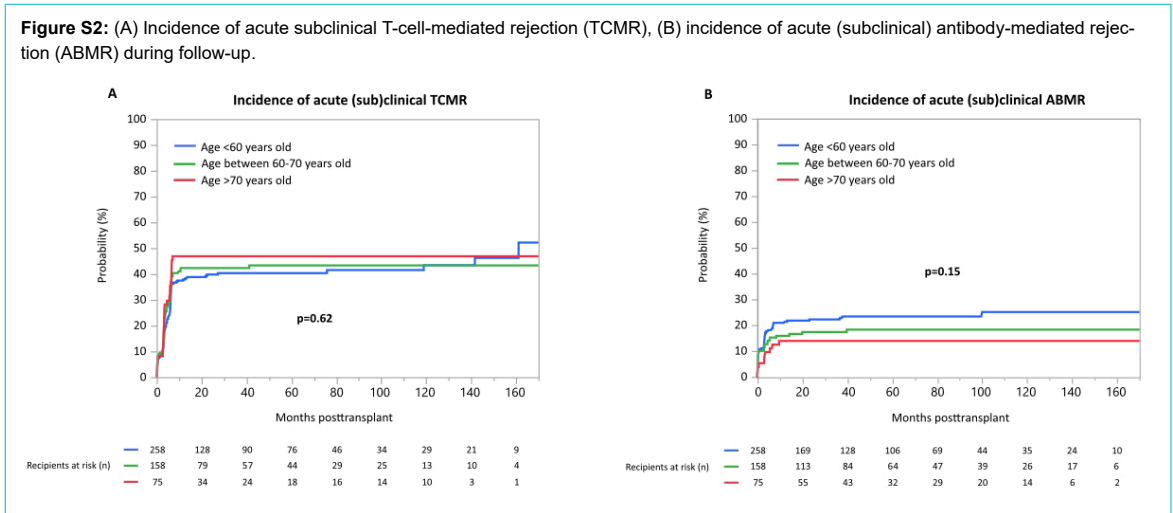 Figure S2: (A) Incidence of acute subclinical T-cell-mediated rejection (TCMR), (B) incidence of acute (subclinical) antibody-mediated rejec-
tion (ABMR) during follow-up.
A
Incidence of acute (sub)clinical TCMR
100
90
80
70
60
50
40
30
20
10
0
Probability (%)
Age <60 years old
Age between 60-70 years old
Age >70 years old
p=0.62
0 20 40 60 80 100 120 140 160
Months posttransplant
Recipients at risk (n)
258 128 90 76 46 34 29 21 9
158 79 57 44 29 25 13 10 4
75 34 24 18 16 14 10 3 1
B
Incidence of acute (sub)clinical ABMR
100
90
80
70
60
50
40
30
20
10
0
Probability (%)
Age <60 years old
Age between 60-70 years old
Age >70 years old
p=0.15
0 20 40 60 80 100 120 140 160
Months posttransplant
Recipients at risk (n)
258 169 128 106 69 44 35 24 10
158 113 84 64 47 39 26 17 6
75 55 43 32 29 20 14 6 2